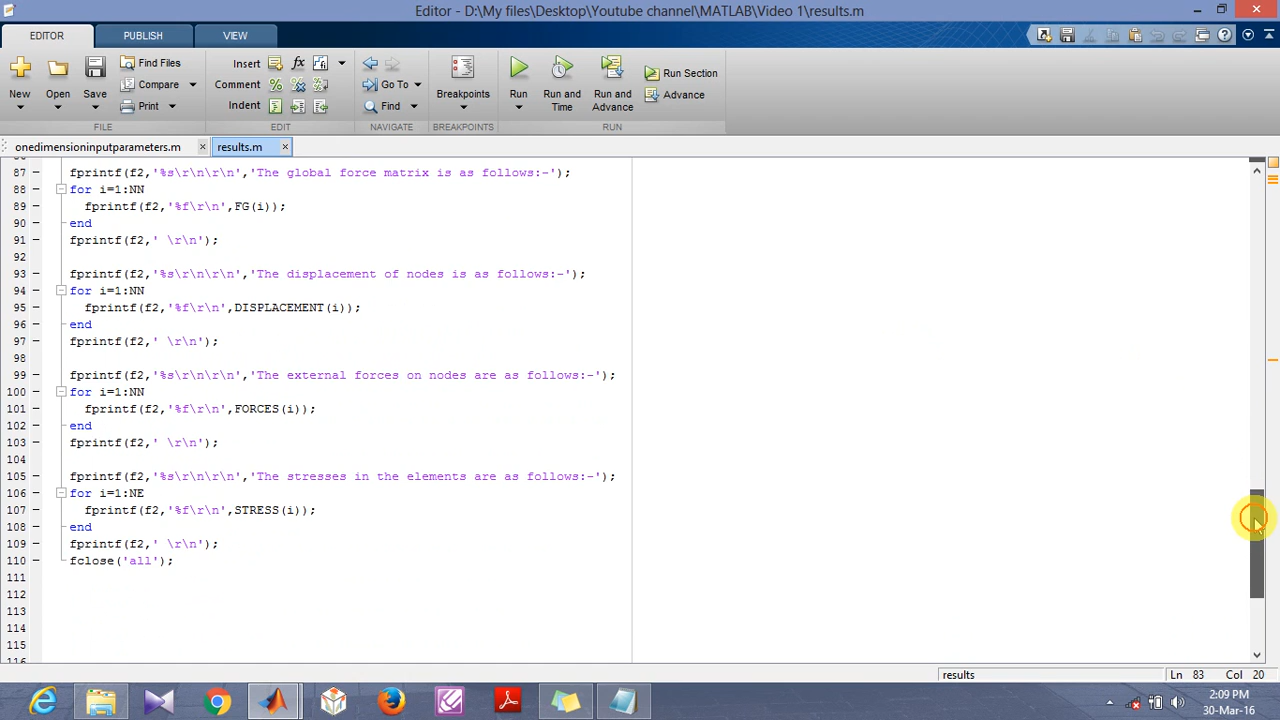 Editor - D:\My files\Desktop\Youtube channel\MATLAB\Video 1\results.m
EDITOR PUBLISH VIEW
New Open Save Find Files Compare Print
Insert Comment Indent fx
Go To Find
Breakpoints
Run Run and Time Run and Advance Run Section Advance
FILE EDIT NAVIGATE BREAKPOINTS RUN
onedimensioninputparameters.m results.m
87 fprintf(f2,'%s\r\n\r\n','The global force matrix is as follows:-');
88 for i=1:NN
89 fprintf(f2,'%f\r\n',FG(i));
90 end
91 fprintf(f2,' \r\n');
92
93 fprintf(f2,'%s\r\n\r\n','The displacement of nodes is as follows:-');
94 for i=1:NN
95 fprintf(f2,'%f\r\n',DISPLACEMENT(i));
96 end
97 fprintf(f2,' \r\n');
98
99 fprintf(f2,'%s\r\n\r\n','The external forces on nodes are as follows:-');
100 for i=1:NN
101 fprintf(f2,'%f\r\n',FORCES(i));
102 end
103 fprintf(f2,' \r\n');
104
105 fprintf(f2,'%s\r\n\r\n','The stresses in the elements are as follows:-');
106 for i=1:NE
107 fprintf(f2,'%f\r\n',STRESS(i));
108 end
109 fprintf(f2,' \r\n');
110 fclose('all');
111
112
113
114
115
results Ln 83 Col 20
2:09 PM
30-Mar-16